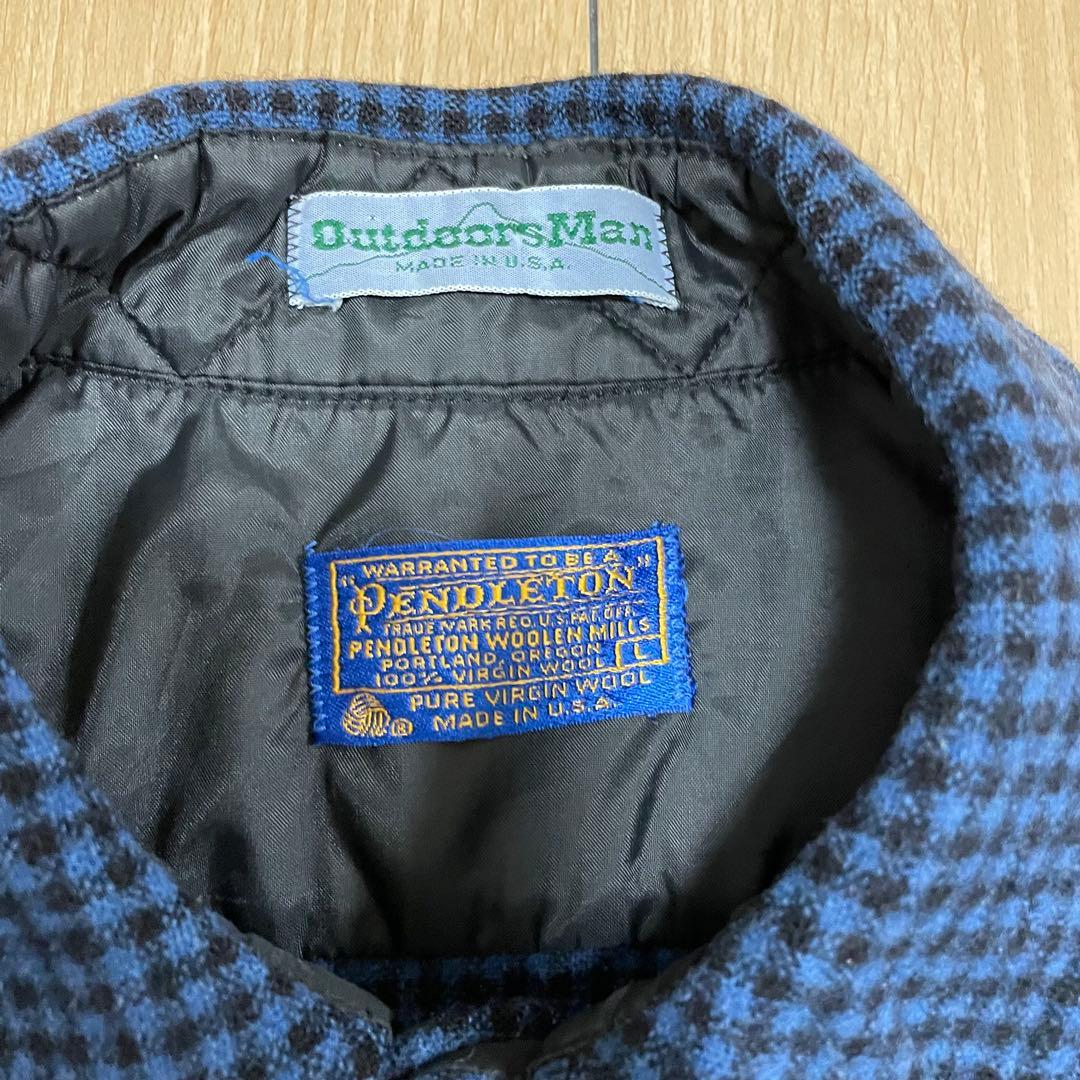 OutdoorsMan
MADE IN U.S.A.
WARRANTED TO BE A
"PENDLETON"
TRADE MARK REG. U.S. PAT. OFF.
PENDLETON WOOLEN MILLS
PORTLAND, OREGON L
100% VIRGIN WOOL
PURE VIRGIN WOOL
® MADE IN U.S.A.